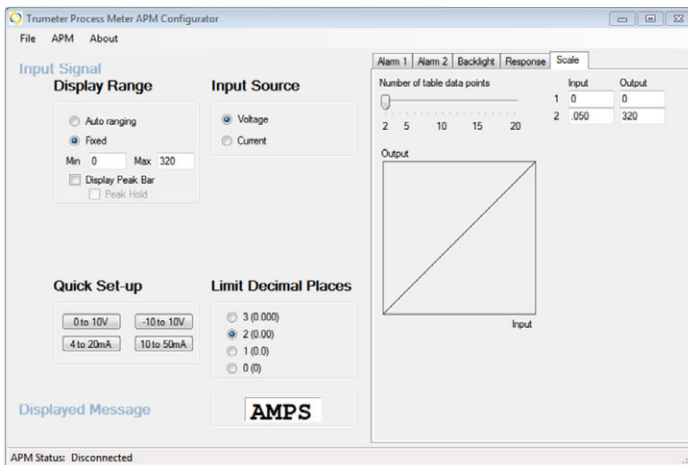 Trumeter Process Meter APM Configurator
File APM About
Input Signal
Display Range
Auto ranging
Fixed
Min 0 Max 320
Display Peak Bar
Peak Hold
Input Source
Voltage
Current
Quick Set-up
0 to 10V -10 to 10V
4 to 20mA 10 to 50mA
Limit Decimal Places
3 (0.000)
2 (0.00)
1 (0.0)
0 (0)
Displayed Message
AMPS
Alarm 1 Alarm 2 Backlight Response Scale
Number of table data points
2 5 10 15 20
Input Output
1 0 0
2 .050 320
Output
Input
APM Status: Disconnected